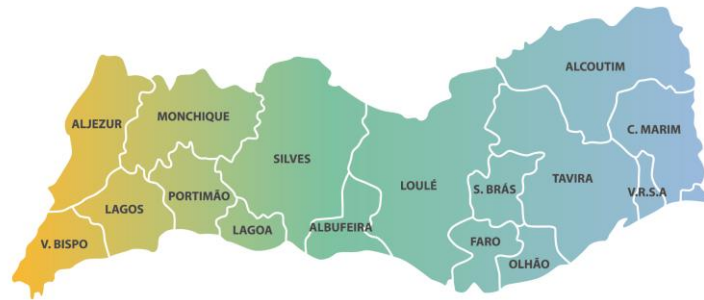 ALCOUTIM
ALJEZUR
MONCHIQUE
C. MARIM
SILVES
TAVIRA
LOULÉ
S. BRÁS
PORTIMÃO
V.R.S.A
LAGOS
LAGOA
ALBUFEIRA
V. BISPO
FARO
OLHÃO